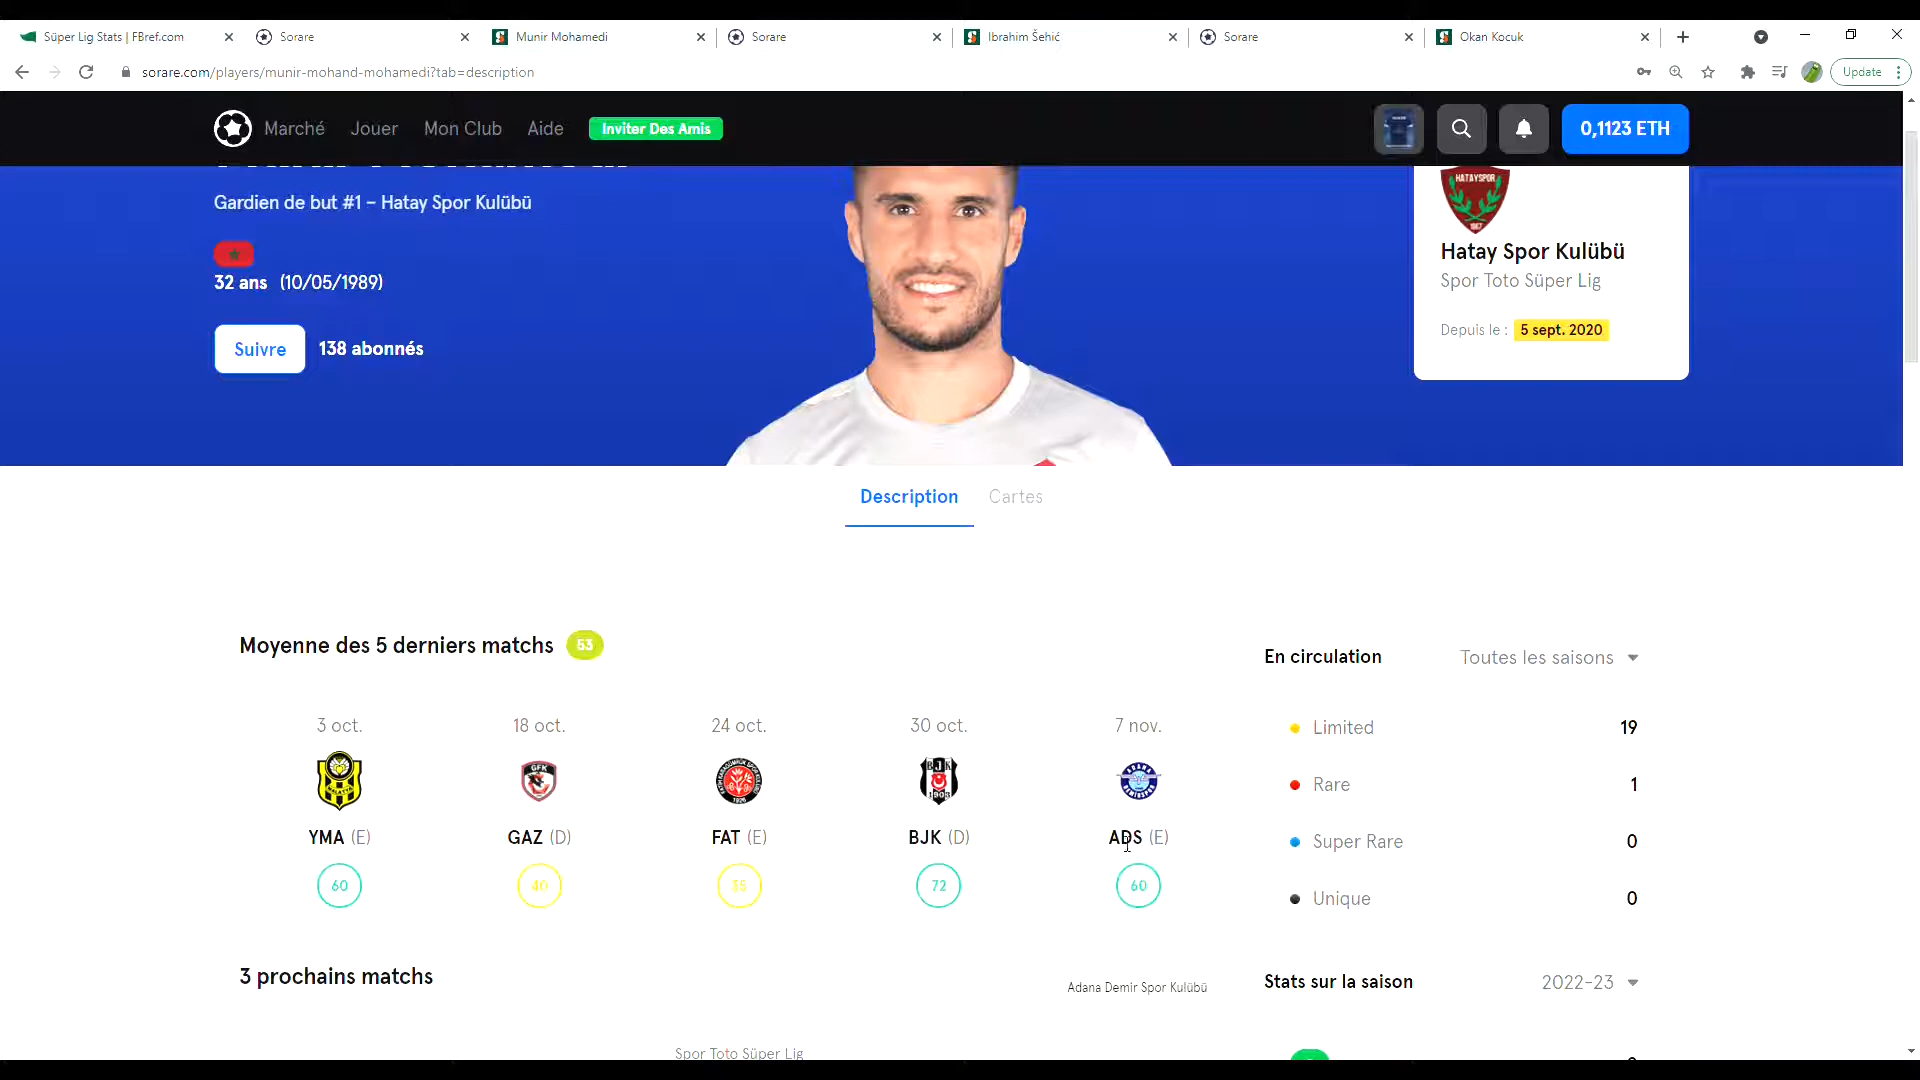 Süper Lig Stats | FBref.com
Sorare
Munir Mohamedi
Sorare
Ibrahim Šehić
Sorare
Okan Kocuk
sorare.com/players/munir-mohand-mohamedi?tab=description
Update
Marché
Jouer
Mon Club
Aide
Inviter Des Amis
0,1123 ETH
Gardien de but #1 – Hatay Spor Kulübü
32 ans (10/05/1989)
Suivre
138 abonnés
HATAYSPOR
1967
Hatay Spor Kulübü
Spor Toto Süper Lig
Depuis le : 5 sept. 2020
Description
Cartes
Moyenne des 5 derniers matchs 53
3 oct.
18 oct.
24 oct.
30 oct.
7 nov.
GFK
BJK
1903
YMA (E)
GAZ (D)
FAT (E)
BJK (D)
ADS (E)
60
40
72
60
En circulation
Toutes les saisons
Limited 19
Rare 1
Super Rare 0
Unique 0
3 prochains matchs
Adana Demir Spor Kulübü
Spor Toto Süper Lig
Stats sur la saison
2022-23